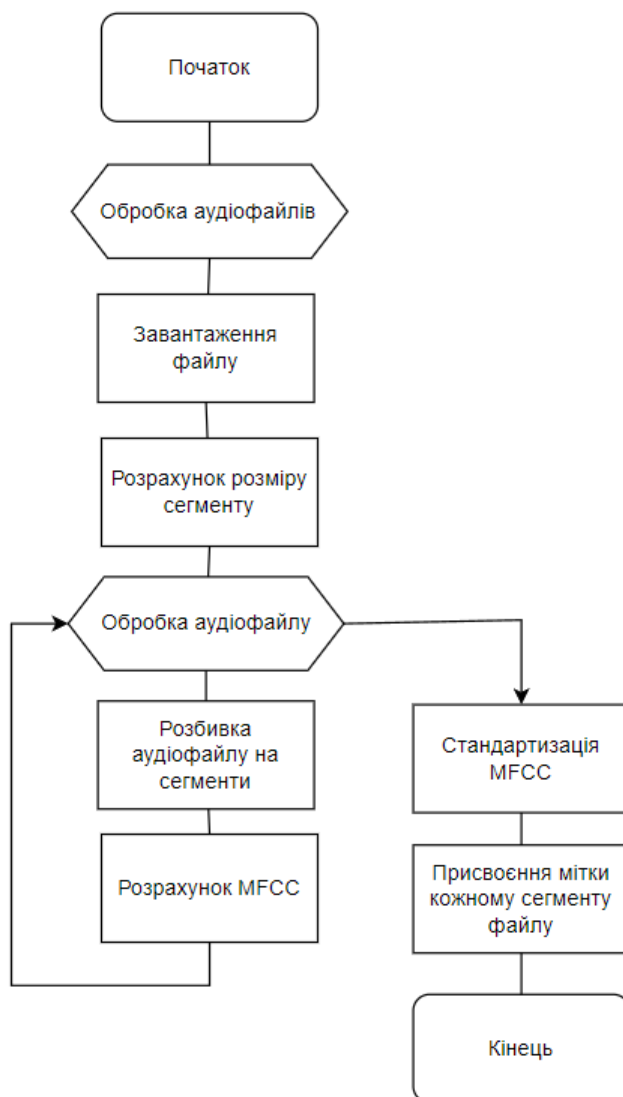 Початок
Обробка аудіофайлів
Завантаження
файлу
Розрахунок розміру
сегменту
Обробка аудіофайлу
Розбивка
аудіофайлу на
сегменти
Розрахунок MFCC
Стандартизація
MFCC
Присвоєння мітки
кожному сегменту
файлу
Кінець